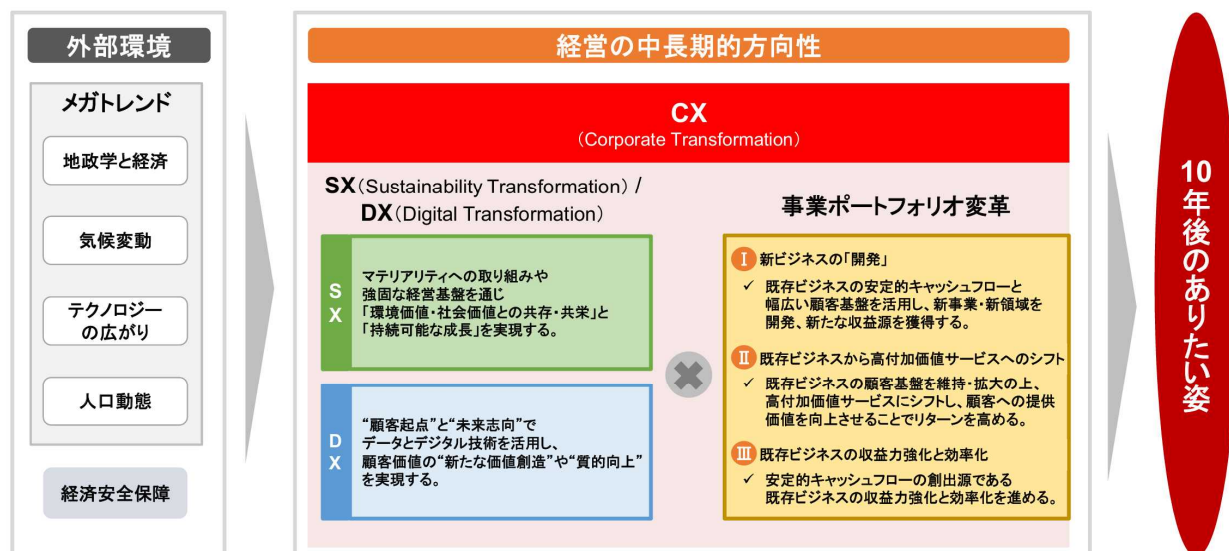 外部環境
メガトレンド
地政学と経済
気候変動
テクノロジー
の広がり
人口動態
経済安全保障
経営の中長期的方向性
CX
（Corporate Transformation）
SX（Sustainability Transformation） /
DX（Digital Transformation）
S
X
マテリアリティへの取り組みや
強固な経営基盤を通じ
「環境価値・社会価値との共存・共栄」と
「持続可能な成長」を実現する。
D
X
“顧客起点”と“未来志向”で
データとデジタル技術を活用し、
顧客価値の“新たな価値創造”や“質的向上”
を実現する。
事業ポートフォリオ変革
Ⅰ 新ビジネスの「開発」
✓ 既存ビジネスの安定的キャッシュフローと
幅広い顧客基盤を活用し、新事業・新領域を
開発、新たな収益源を獲得する。
Ⅱ 既存ビジネスから高付加価値サービスへのシフト
✓ 既存ビジネスの顧客基盤を維持・拡大の上、
高付加価値サービスにシフトし、顧客への提供
価値を向上させることでリターンを高める。
Ⅲ 既存ビジネスの収益力強化と効率化
✓ 安定的キャッシュフローの創出源である
既存ビジネスの収益力強化と効率化を進める。
10年後のありたい姿